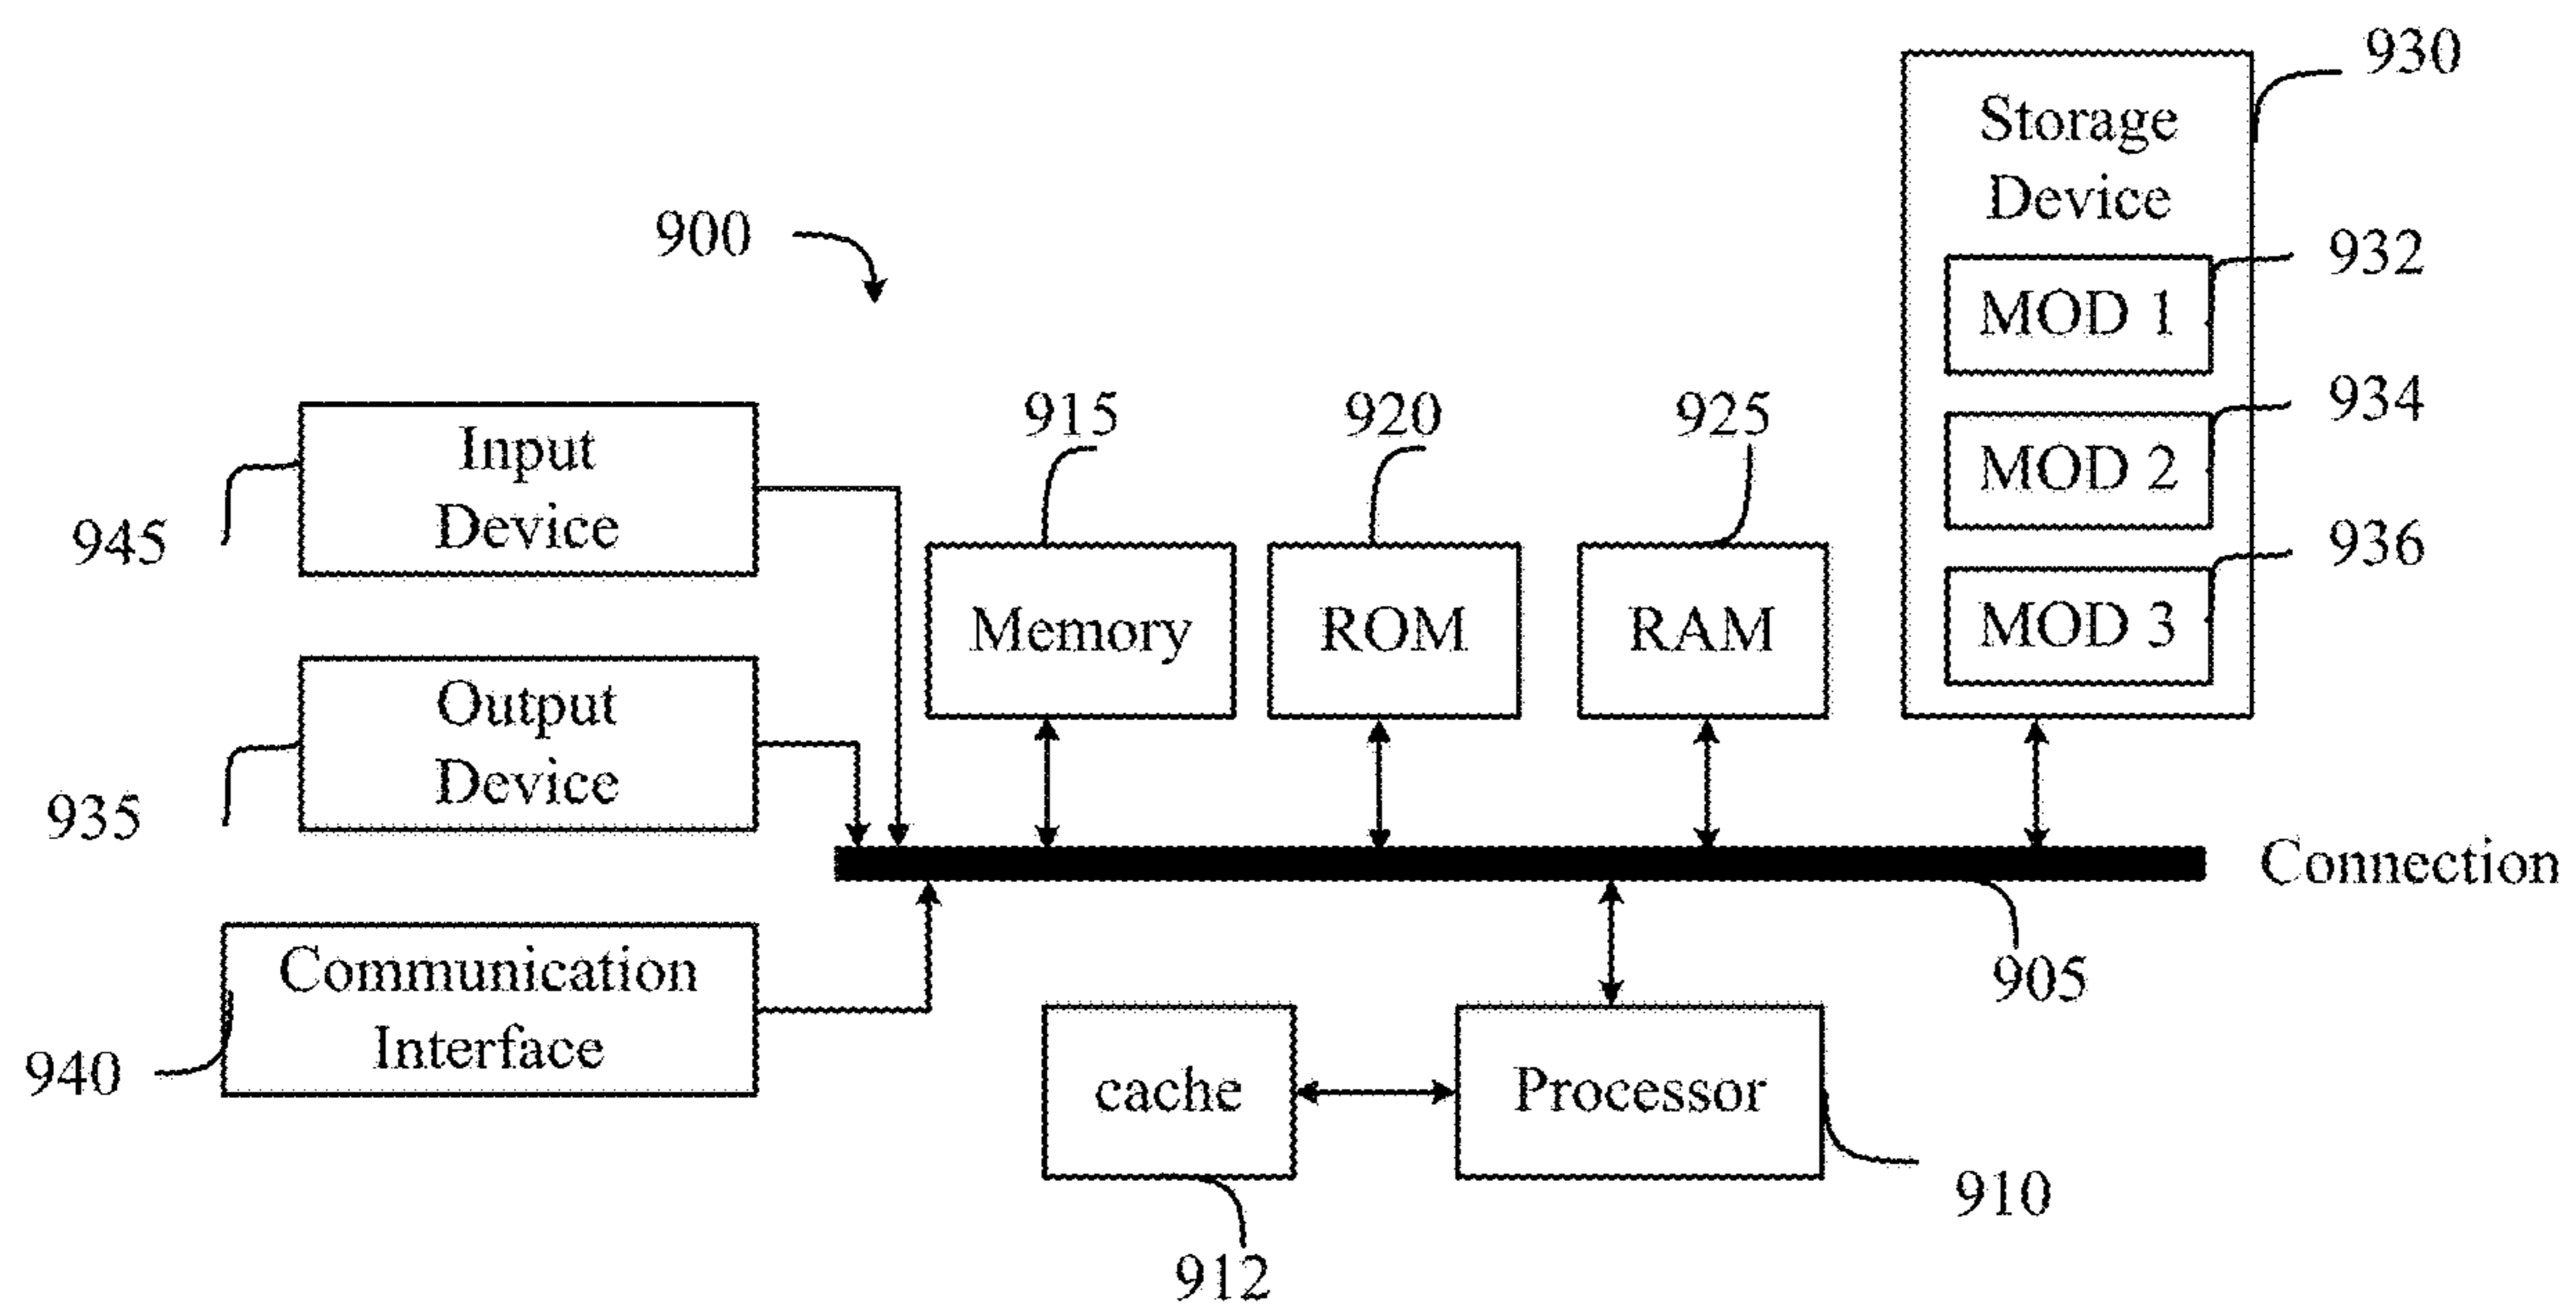 930
Storage
Device
900
932
MOD 1
934
915
920
925
Input
Device
MOD 2
945
936
Memory
ROM
RAM
MOD 3
Output
Device
935
Connection
Communication
Interface
905
940
cache
Processor
910
912